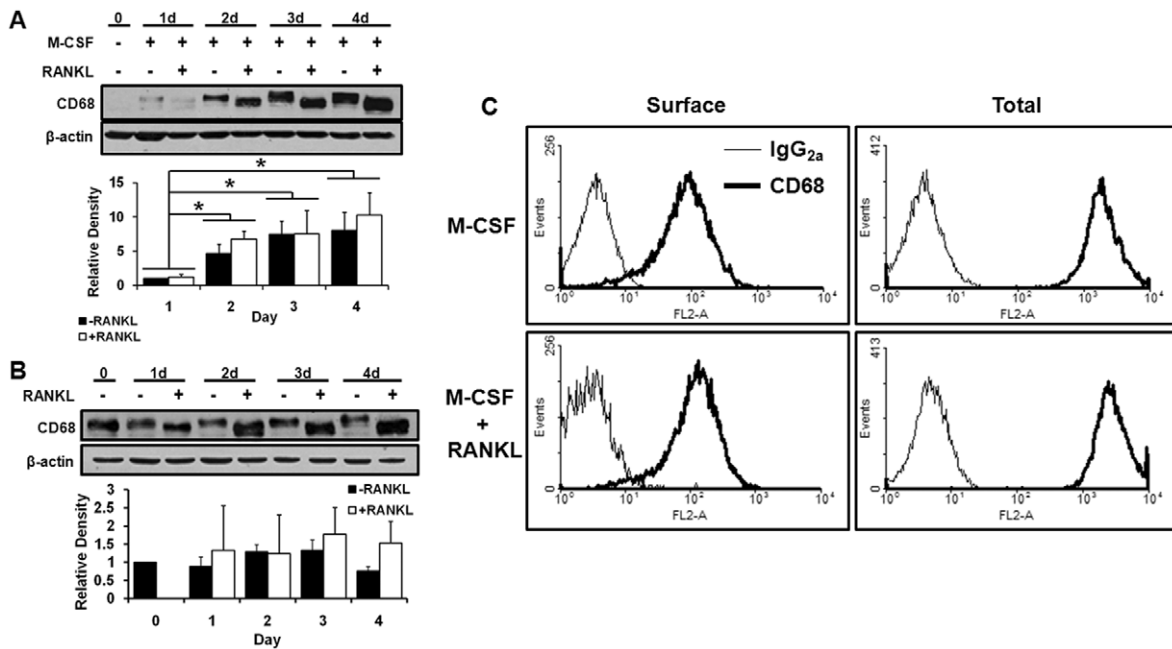 A
0 1d 2d 3d 4d
M-CSF - + + + + + + + +
RANKL - - + - + - + - +
CD68
β-actin
Relative Density
15
10
5
0
* * *
1 2 3 4
Day
-RANKL
+RANKL
B
0 1d 2d 3d 4d
RANKL - - + - + - + - +
CD68
β-actin
Relative Density
3
2.5
2
1.5
1
0.5
0
-RANKL
+RANKL
0 1 2 3 4
Day
C
Surface Total
M-CSF
256
Events
0
10⁰ 10¹ 10² 10³ 10⁴
FL2-A
IgG₂ₐ
CD68
412
Events
0
10⁰ 10¹ 10² 10³ 10⁴
FL2-A
M-CSF
+
RANKL
256
Events
0
10⁰ 10¹ 10² 10³ 10⁴
FL2-A
413
Events
0
10⁰ 10¹ 10² 10³ 10⁴
FL2-A